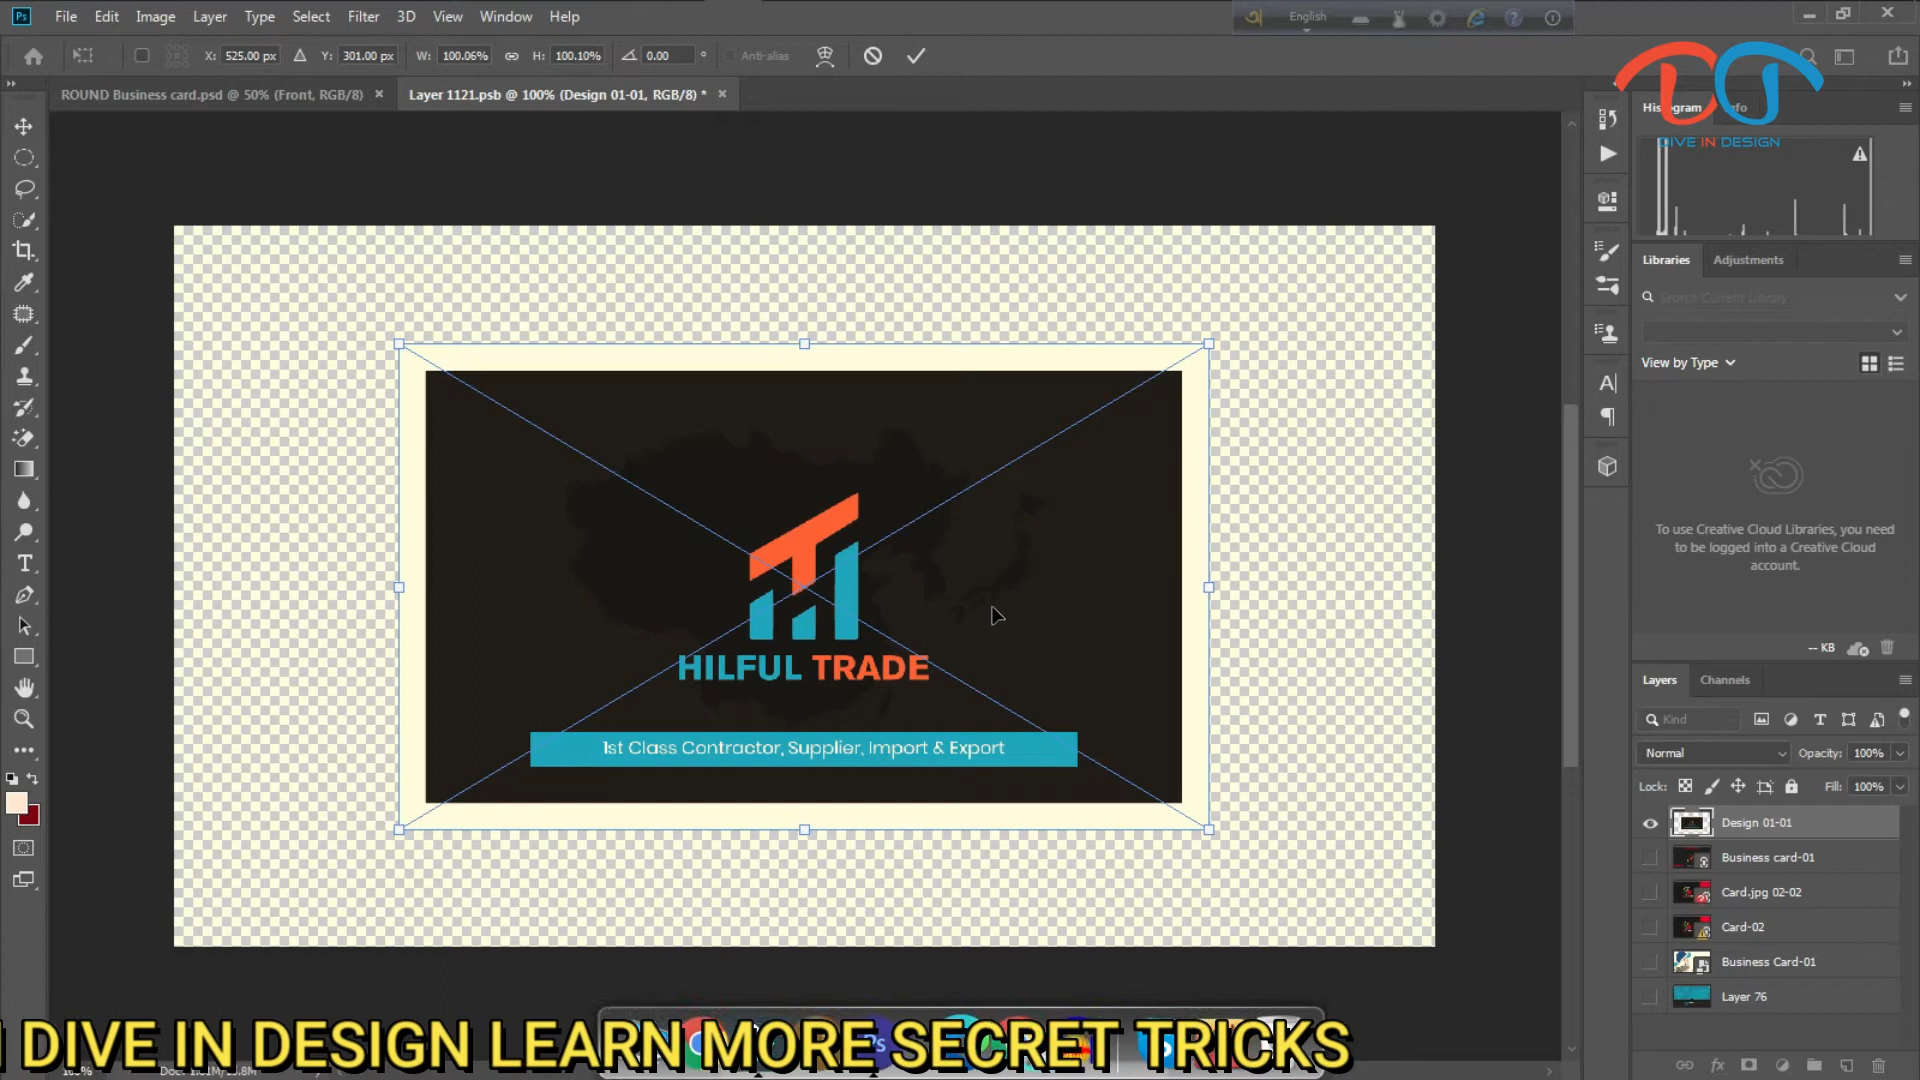 File Edit Image Layer Type Select Filter 3D View Window Help
English
X: 525.00 px Y: 301.00 px W: 100.06% H: 100.10% 0.00 ° Anti-alias
ROUND Business card.psd @ 50% (Front, RGB/8) × Layer 1121.psb @ 100% (Design 01-01, RGB/8) * ×
Histogram Info
DIVE IN DESIGN
Libraries Adjustments
Search Current Library
View by Type
To use Creative Cloud Libraries, you need
to be logged into a Creative Cloud
account.
-- KB
HILFUL TRADE
1st Class Contractor, Supplier, Import & Export
Layers Channels
Kind
Normal Opacity: 100%
Lock: Fill: 100%
Design 01-01
Business card-01
Card.jpg 02-02
Card-02
Business Card-01
Layer 76
DIVE IN DESIGN LEARN MORE SECRET TRICKS